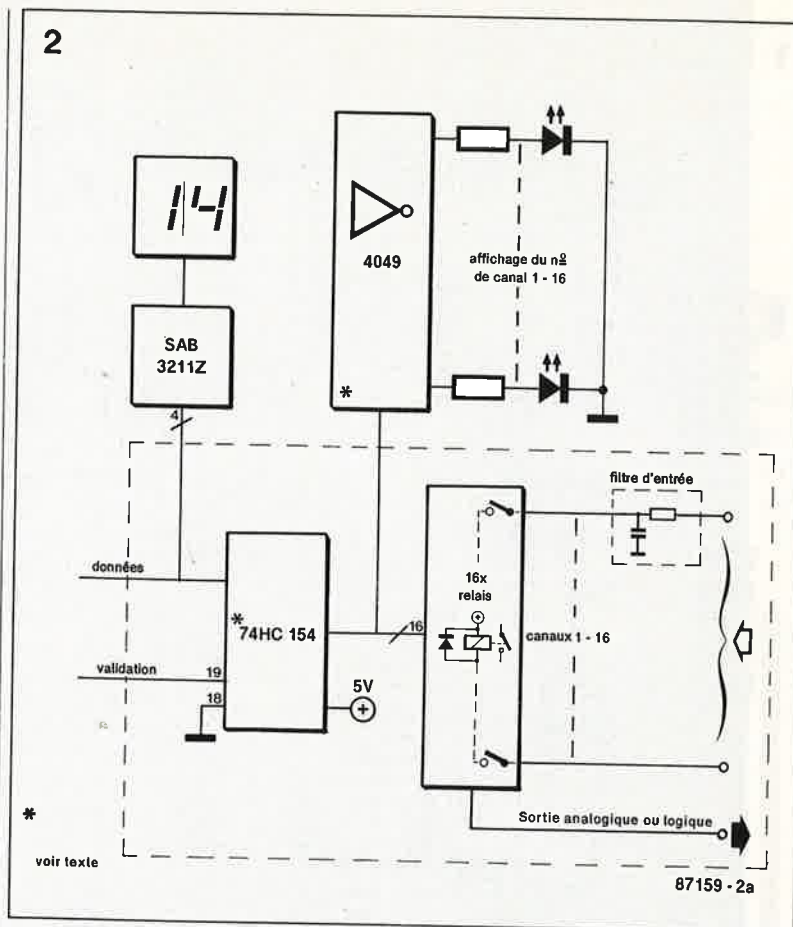 2
14
SAB
3211Z
4
4049
*
affichage du nº
de canal 1 - 16
filtre d'entrée
données
*
74HC 154
validation
19
18
5V
+
16
16x
relais
+
canaux 1 - 16
Sortie analogique ou logique
*
voir texte
87159 - 2a